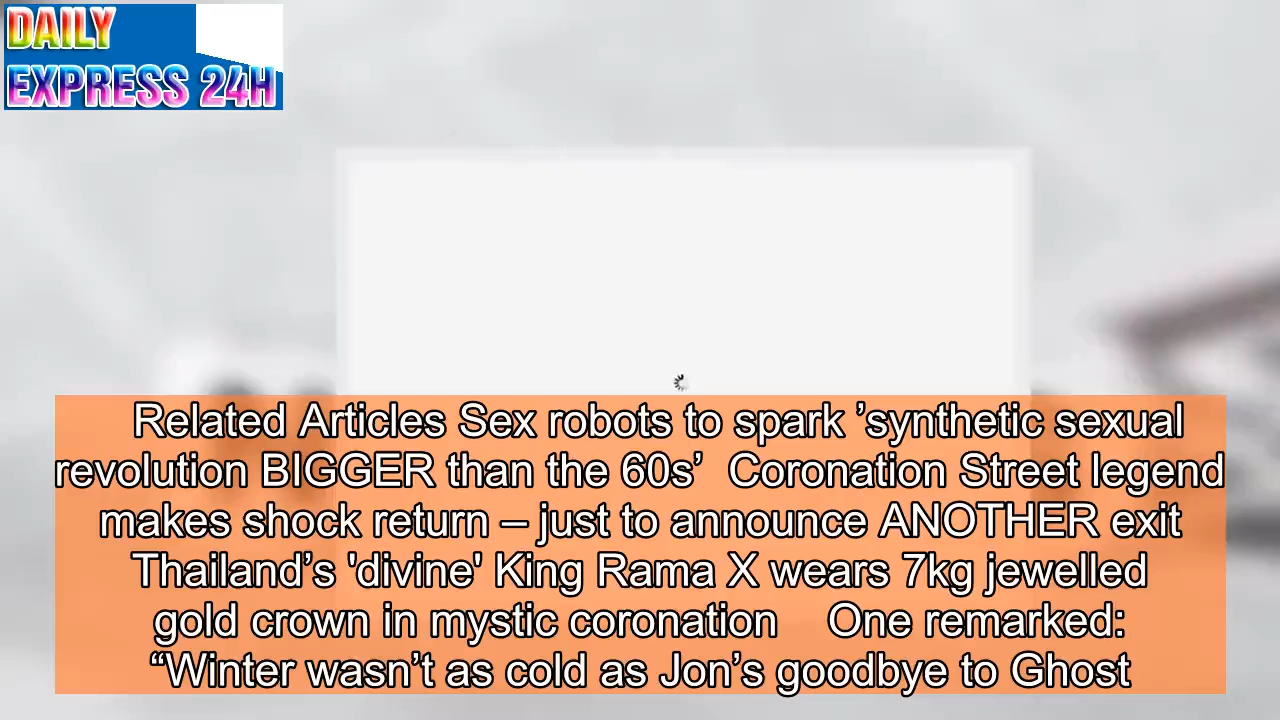 DAILY
EXPRESS 24H
Related Articles Sex robots to spark ’synthetic sexual
revolution BIGGER than the 60s’  Coronation Street legend
makes shock return – just to announce ANOTHER exit
Thailand’s 'divine' King Rama X wears 7kg jewelled
gold crown in mystic coronation    One remarked:
“Winter wasn’t as cold as Jon’s goodbye to Ghost